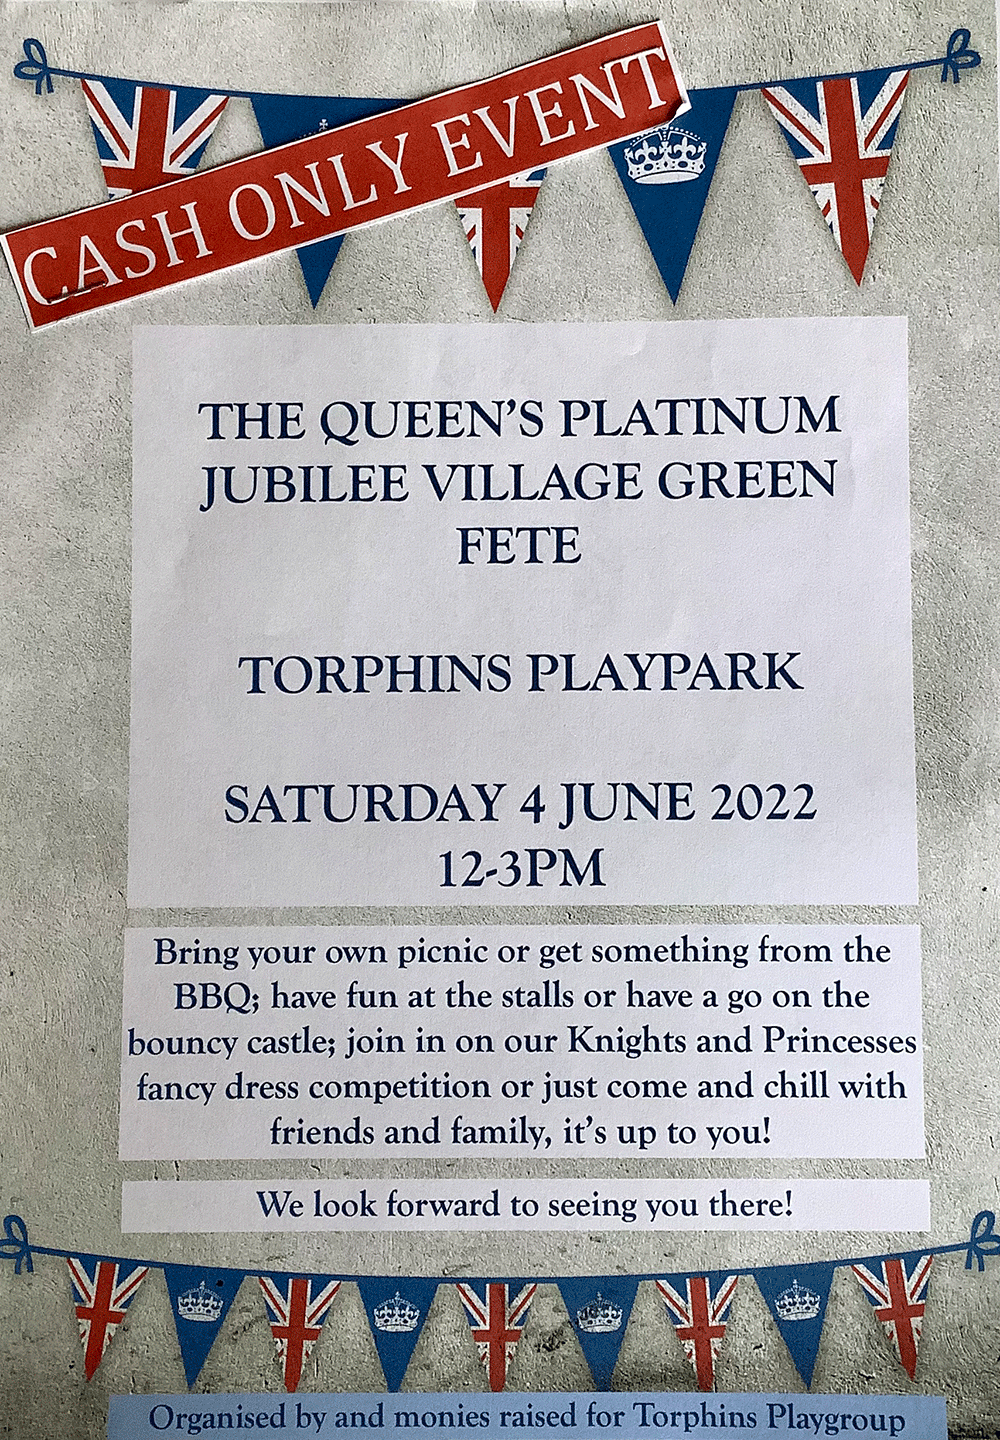 CASH ONLY EVENT
THE QUEEN'S PLATINUM
JUBILEE VILLAGE GREEN
FETE
TORPHINS PLAYPARK
SATURDAY 4 JUNE 2022
12-3PM
Bring your own picnic or get something from the
BBQ; have fun at the stalls or have a go on the
bouncy castle; join in on our Knights and Princesses
fancy dress competition or just come and chill with
friends and family, it's up to you!
We look forward to seeing you there!
Organised by and monies raised for Torphins Playgroup